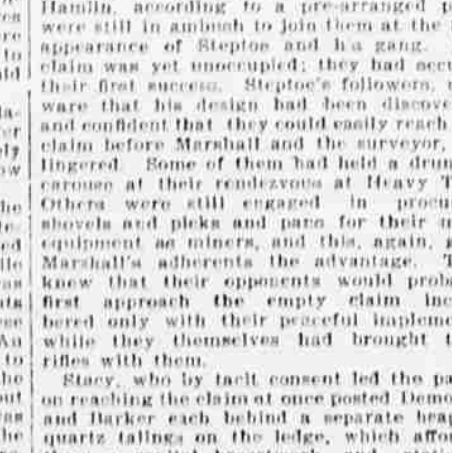 Hamlin, according to a pre-arranged p
were still in ambush to join them at the
appearance of Steptoe and his gang.
claim was yet unoccupied; they had
their first success. Steptoe's followers,
ware that his design had been discove
and confident that they could easily reach
claim before Marshall and the surveyor,
lingered Some of them had held a drun
carouse at their rendezvous at Heavy T
Others were still engaged in procu
shovels and picks and pans for their
equipment as miners, and this, again,
Marshall's adherents the advantage. T
knew that their opponents would proba
first approach the empty claim inc
bered only with their peaceful impleme
while they themselves had brought t
rifles with them.
Stacy, who by tacit consent led the pa
on reaching the claim at once posted Demo
and Barker each behind a separate heap
quartz talings on the ledge, which affor